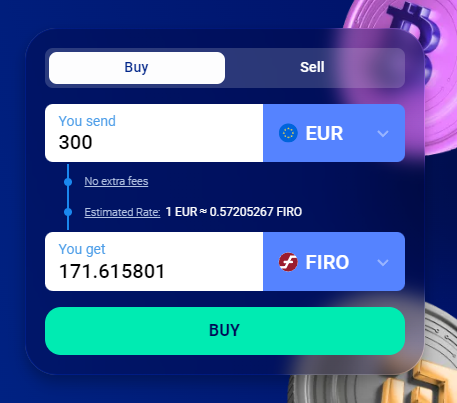 Buy
Sell
You send
300
EUR
No extra fees
Estimated Rate: 1 EUR ≈ 0.57205267 FIRO
You get
171.615801
FIRO
BUY